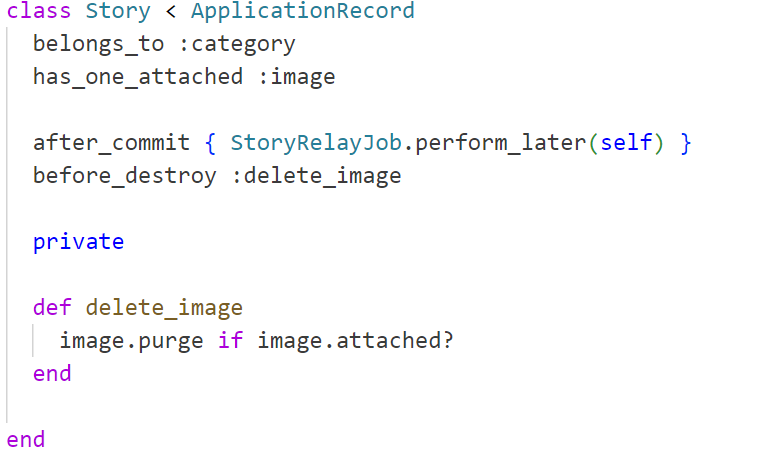 class Story < ApplicationRecord
  belongs_to :category
  has_one_attached :image

  after_commit { StoryRelayJob.perform_later(self) }
  before_destroy :delete_image

  private

  def delete_image
    image.purge if image.attached?
  end

end